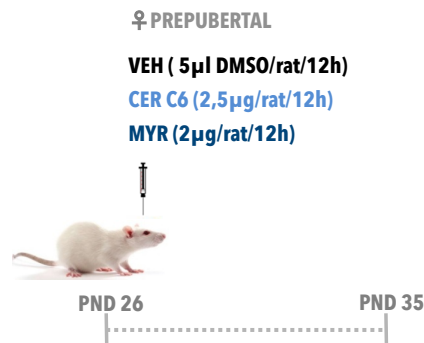 ♀PREPUBERTAL
VEH ( 5µl DMSO/rat/12h)
CER C6 (2,5µg/rat/12h)
MYR (2µg/rat/12h)
PND 26
PND 35